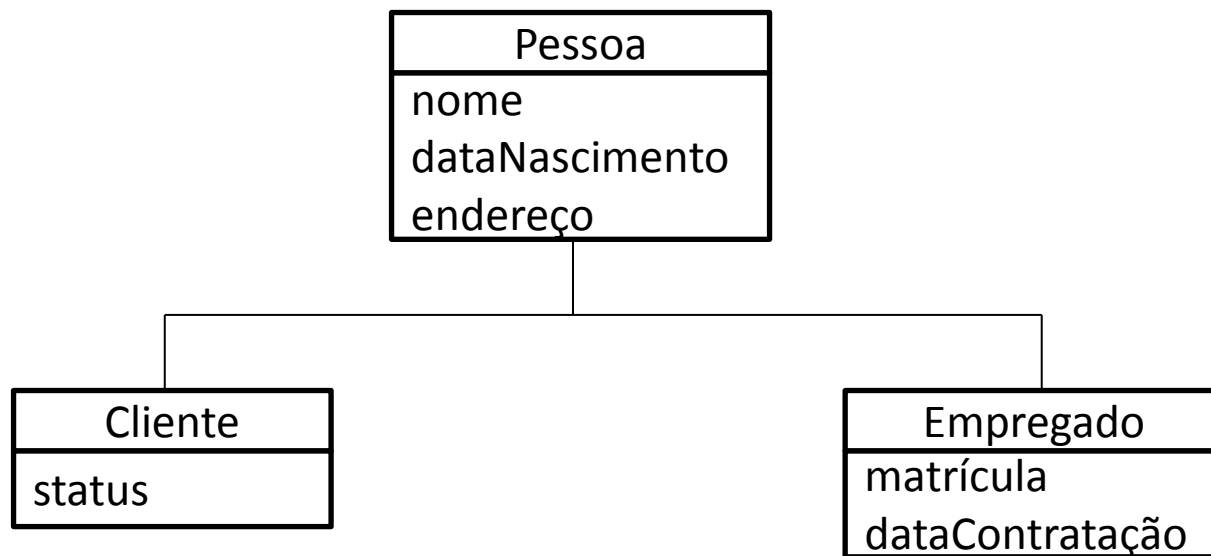 Pessoa
nome
dataNascimento
endereço
Cliente
status
Empregado
matrícula
dataContratação